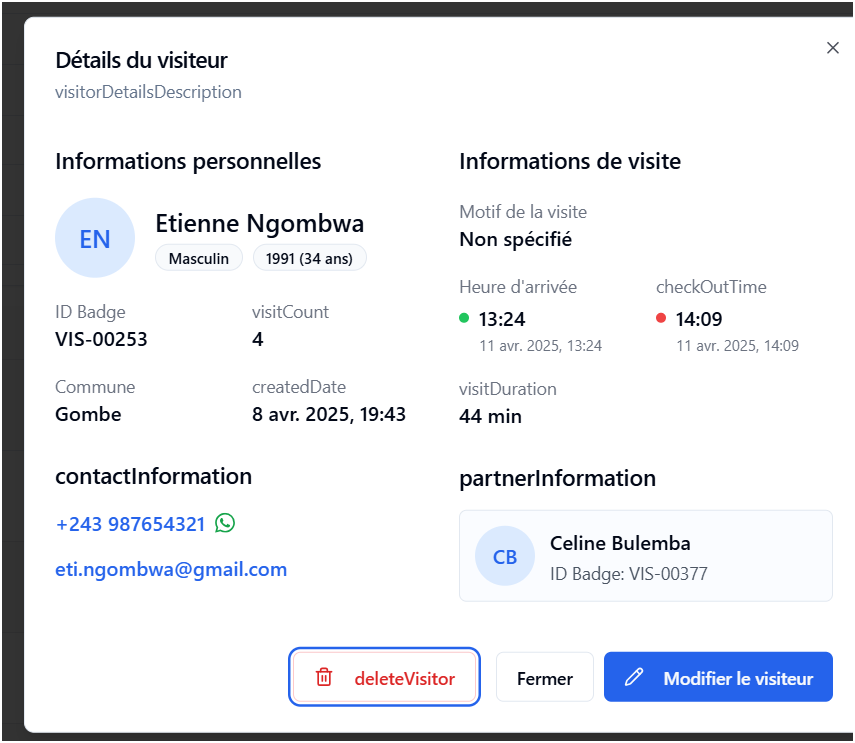 Détails du visiteur
visitorDetailsDescription
Informations personnelles
EN
Etienne Ngombwa
Masculin
1991 (34 ans)
ID Badge
VIS-00253
visitCount
4
Commune
Gombe
createdDate
8 avr. 2025, 19:43
contactInformation
+243 987654321
eti.ngombwa@gmail.com
Informations de visite
Motif de la visite
Non spécifié
Heure d'arrivée
13:24
11 avr. 2025, 13:24
checkOutTime
14:09
11 avr. 2025, 14:09
visitDuration
44 min
partnerInformation
CB
Celine Bulemba
ID Badge: VIS-00377
deleteVisitor
Fermer
Modifier le visiteur